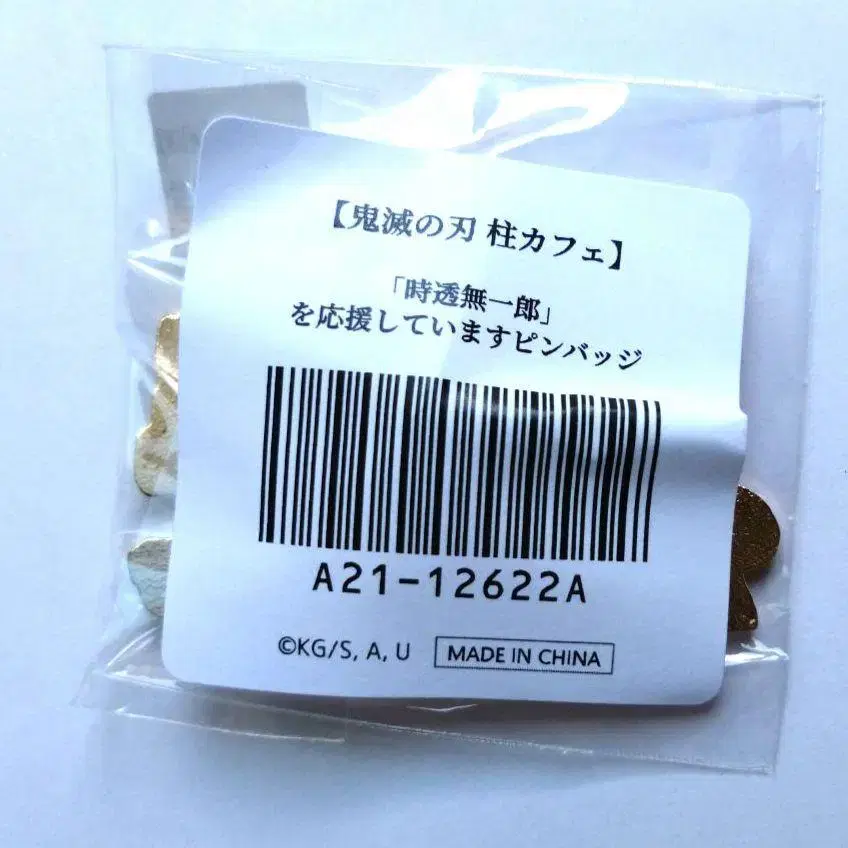 【鬼滅の刃 柱カフェ】
「時透無一郎」
を応援していますピンバッジ
A21-12622A
©KG/S, A, U
MADE IN CHINA